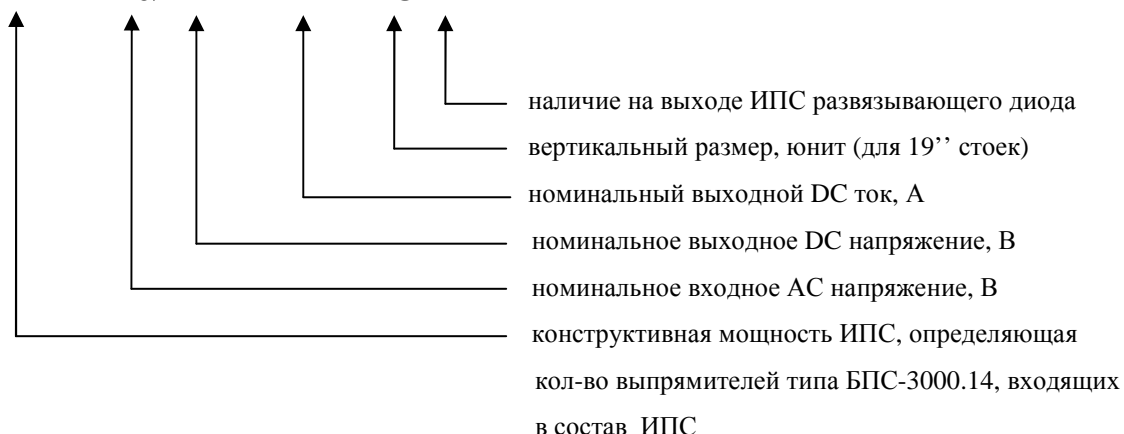 наличие на выходе ИПС развязывающего диода
вертикальный размер, юнит (для 19’’ стоек)
номинальный выходной DC ток, А
номинальное выходное DC напряжение, В
номинальное входное АС напряжение, В
конструктивная мощность ИПС, определяющая
кол-во выпрямителей типа БПС-3000.14, входящих
в состав ИПС